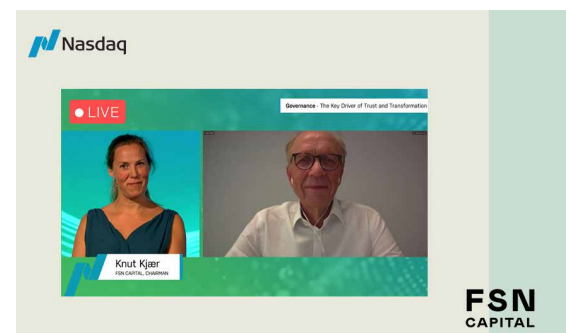 Nasdaq
LIVE
Governance - The Key Driver of Trust and Transformation
Knut Kjær
FSN CAPITAL, CHAIRMAN
FSN
CAPITAL